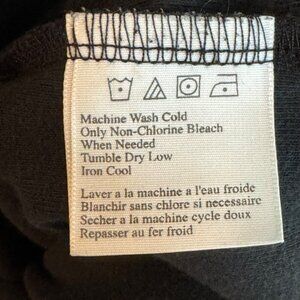 Machine Wash Cold
Only Non-Chlorine Bleach
When Needed
Tumble Dry Low
Iron Cool
Laver a la machine a l'eau froide
Blanchir sans chlore si necessaire
Secher a la machine cycle doux
Repasser au fer froid